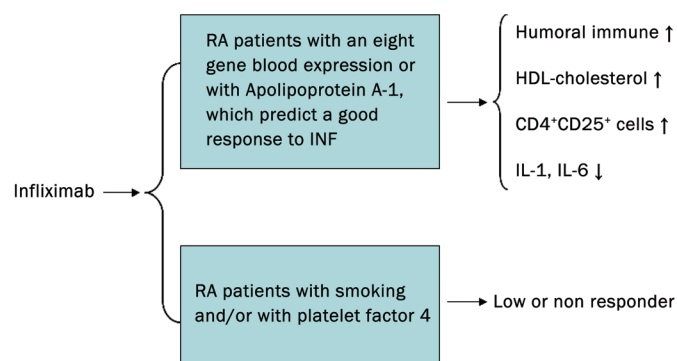 Infliximab
RA patients with an eight
gene blood expression or
with Apolipoprotein A-1,
which predict a good
response to INF
Humoral immune ↑
HDL-cholesterol ↑
CD4⁺CD25⁺ cells ↑
IL-1, IL-6 ↓
RA patients with smoking
and/or with platelet factor 4
Low or non responder